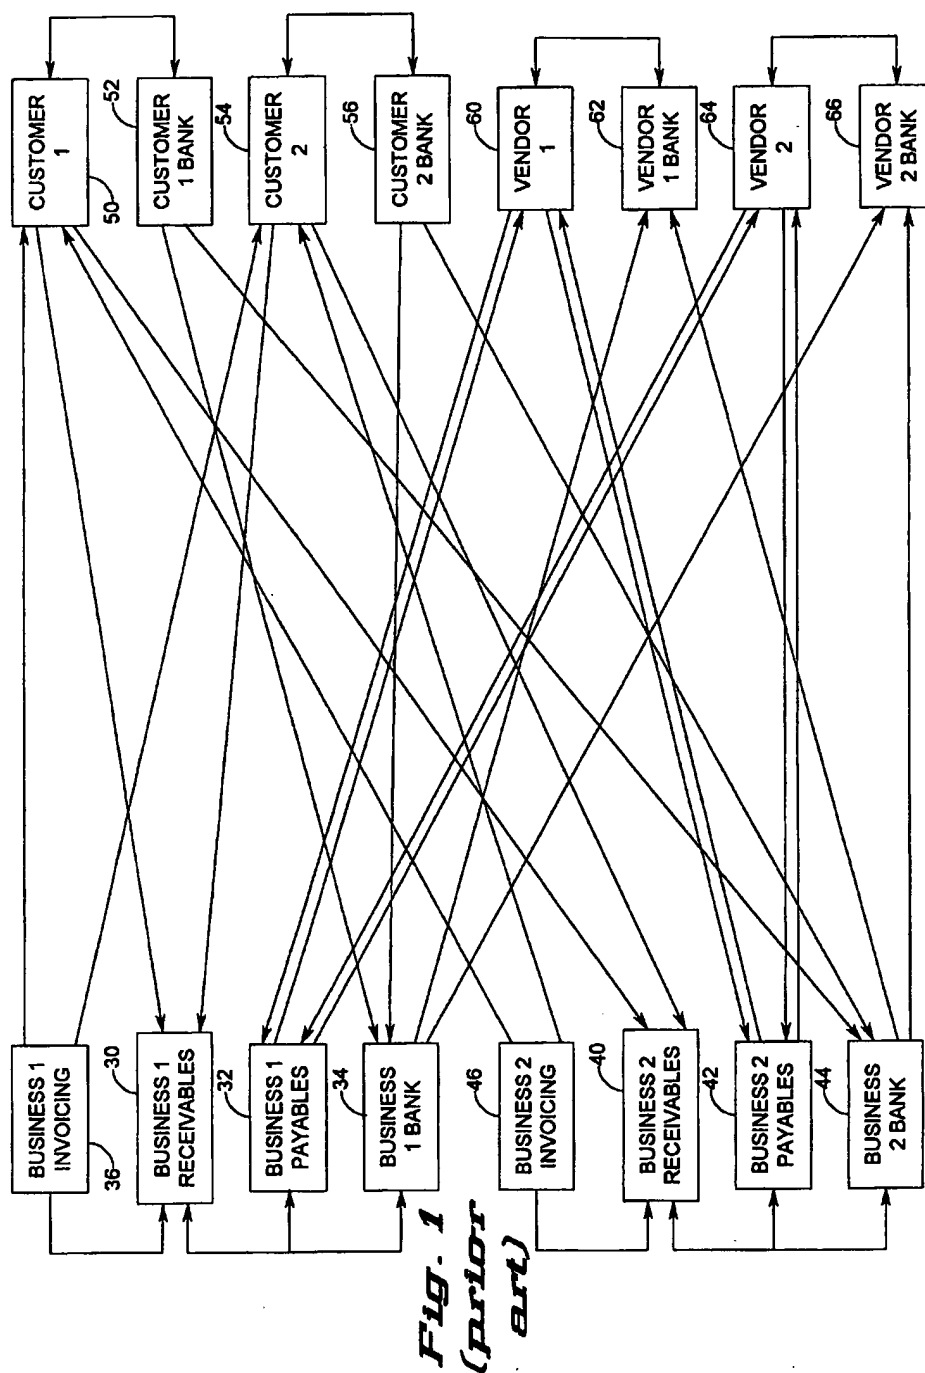 CUSTOMER
1
50
52
CUSTOMER
1 BANK
54
CUSTOMER
2
56
CUSTOMER
2 BANK
60
VENDOR
1
62
VENDOR
1 BANK
64
VENDOR
2
66
VENDOR
2 BANK
BUSINESS 1
INVOICING
36
30
BUSINESS 1
RECEIVABLES
32
BUSINESS 1
PAYABLES
34
BUSINESS
1 BANK
46
BUSINESS 2
INVOICING
40
BUSINESS 2
RECEIVABLES
42
BUSINESS 2
PAYABLES
44
BUSINESS
2 BANK
Fig. 1
(prior
art)